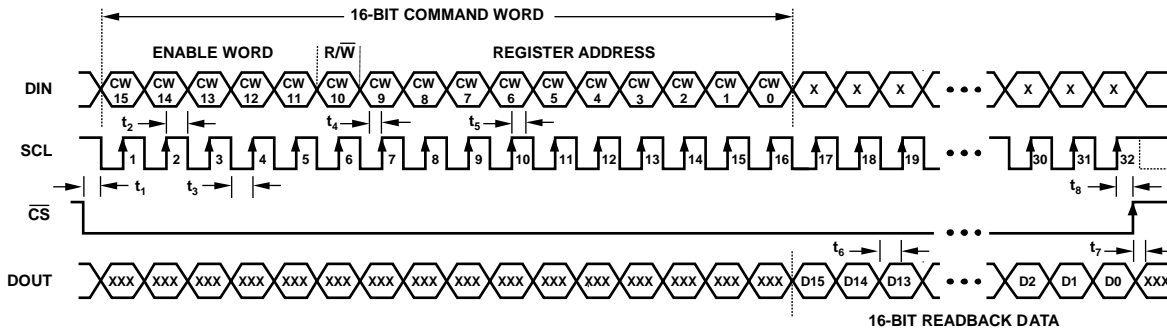 16-BIT COMMAND WORD
ENABLE WORD R/W REGISTER ADDRESS
DIN CW 15 CW 14 CW 13 CW 12 CW 11 CW 10 CW 9 CW 8 CW 7 CW 6 CW 5 CW 4 CW 3 CW 2 CW 1 CW 0 X X X X X X
t2 t4 t5
SCL 1 2 3 4 5 6 7 8 9 10 11 12 13 14 15 16 17 18 19 30 31 32
t1 t3 t8
CS
t6 t7
DOUT XXX XXX XXX XXX XXX XXX XXX XXX XXX XXX XXX XXX XXX XXX XXX XXX D15 D14 D13 D2 D1 D0 XXX
16-BIT READBACK DATA